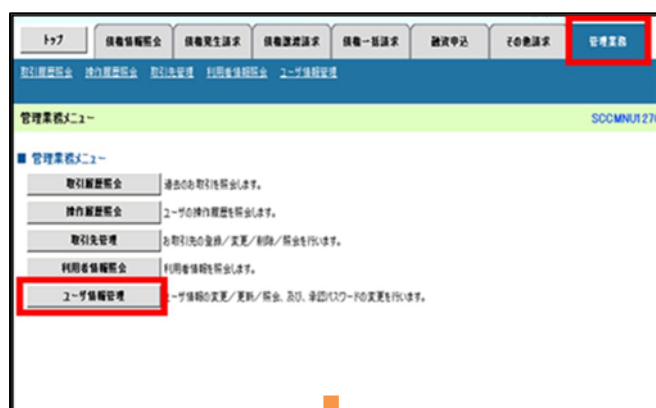 トップ 債権情報照会 債権発生請求 債権譲渡請求 債権一括請求 融資申込 その他請求 管理業務
取引履歴照会 操作履歴照会 取引先管理 利用者情報照会 ユーザ情報管理
管理業務メニュー SCCMNU1270
■ 管理業務メニュー
取引履歴照会 過去のお取引を照会します。
操作履歴照会 ユーザの操作履歴を照会します。
取引先管理 お取引先の登録/変更/削除/照会を行います。
利用者情報照会 利用者情報を照会します。
ユーザ情報管理 ユーザ情報の変更/更新/照会、及び、承認パスワードの変更を行います。